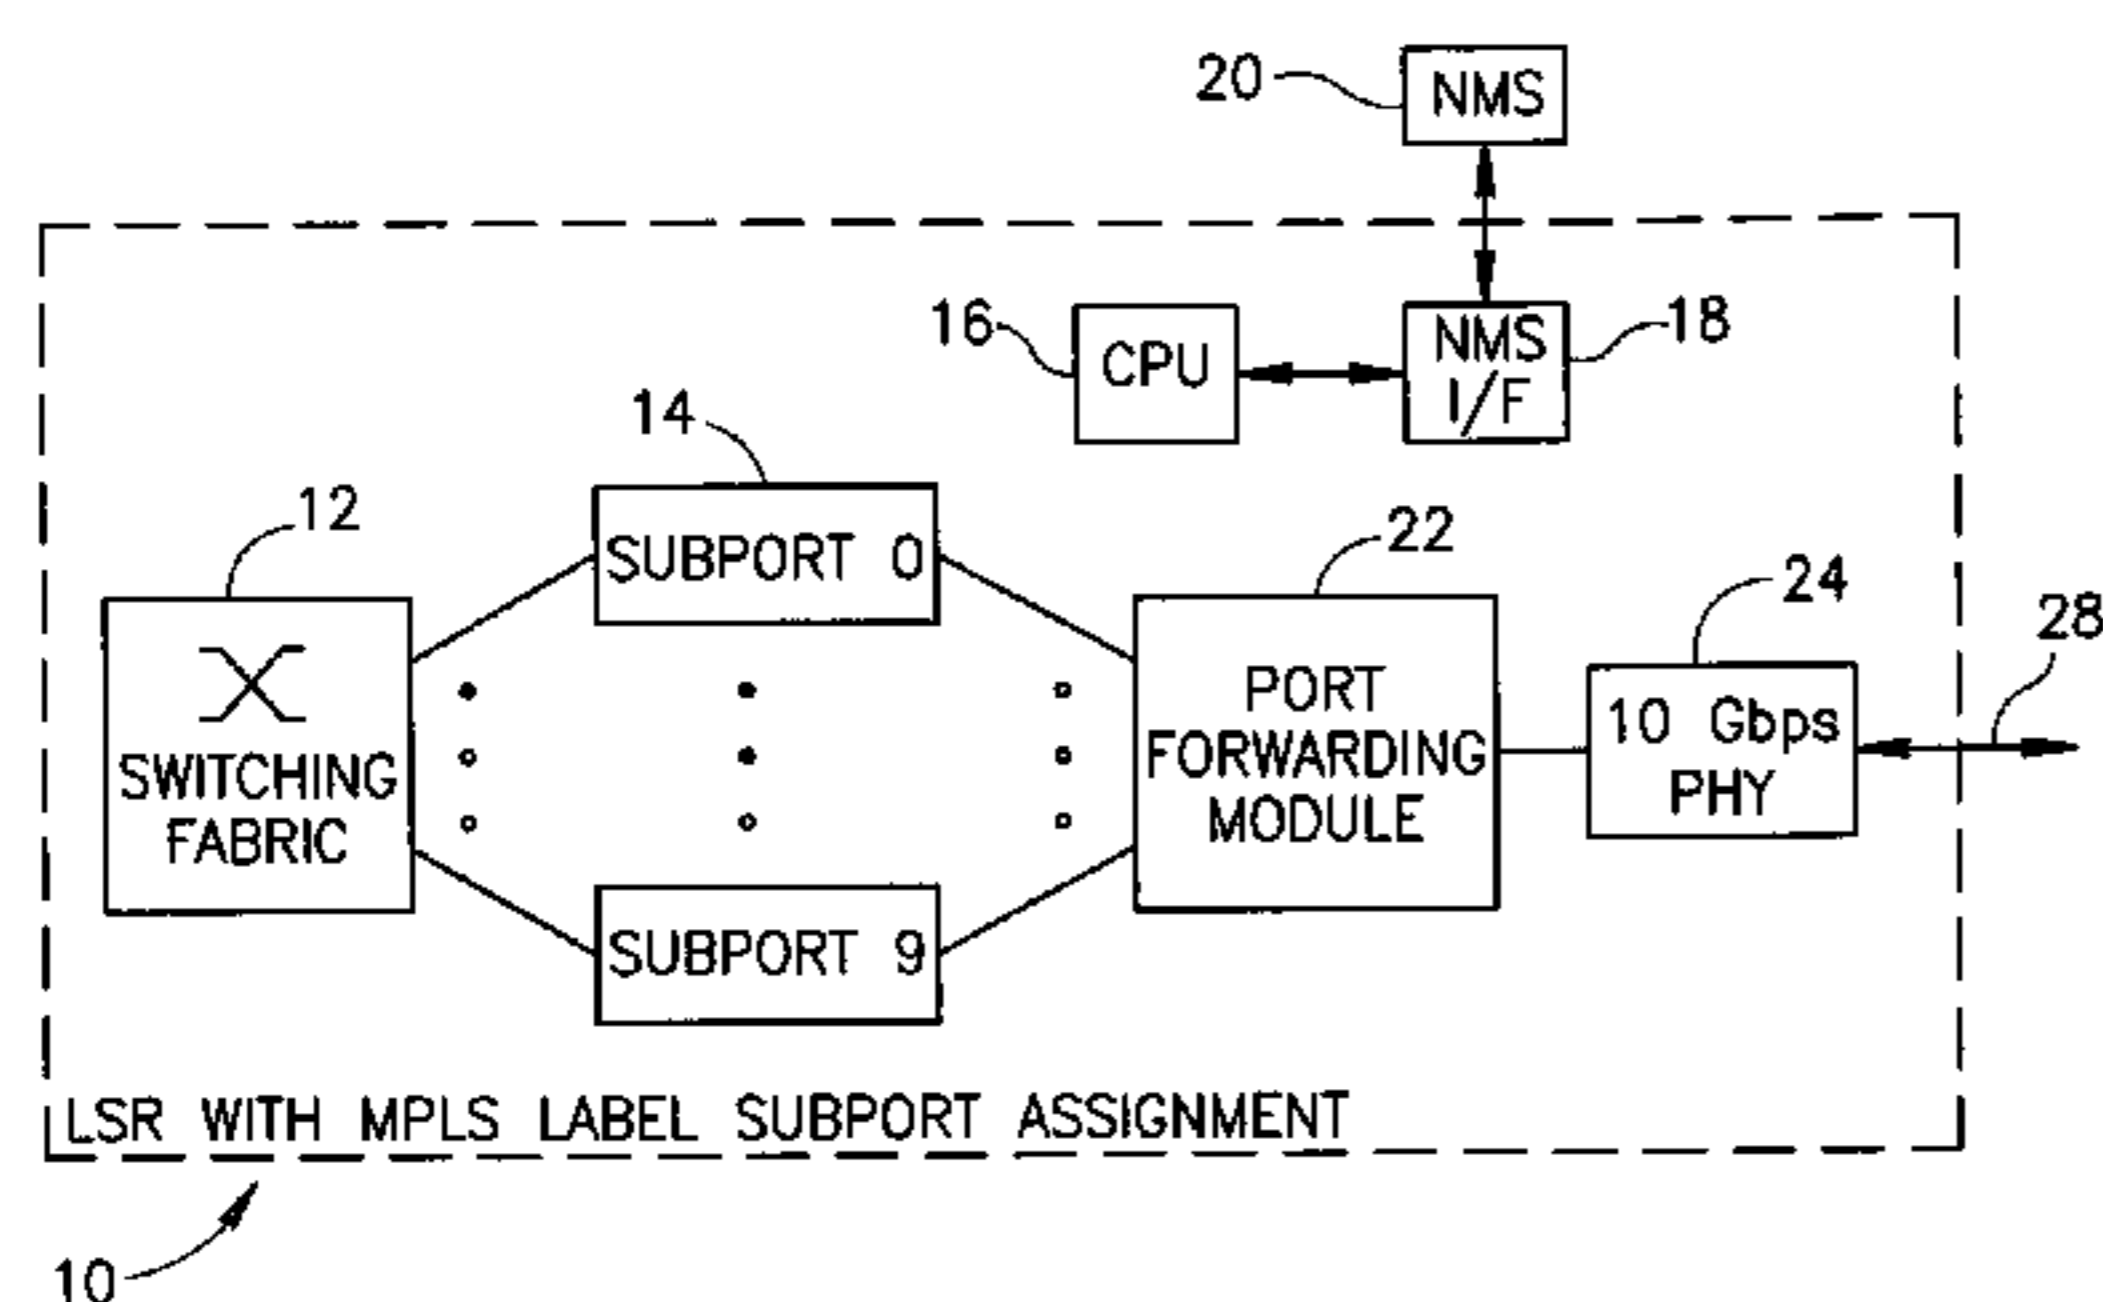 20
NMS
16
CPU
NMS
I/F
18
14
12
SUBPORT 0
22
24
28
SWITCHING
FABRIC
PORT
FORWARDING
MODULE
10 Gbps
PHY
SUBPORT 9
LSR WITH MPLS LABEL SUBPORT ASSIGNMENT
10